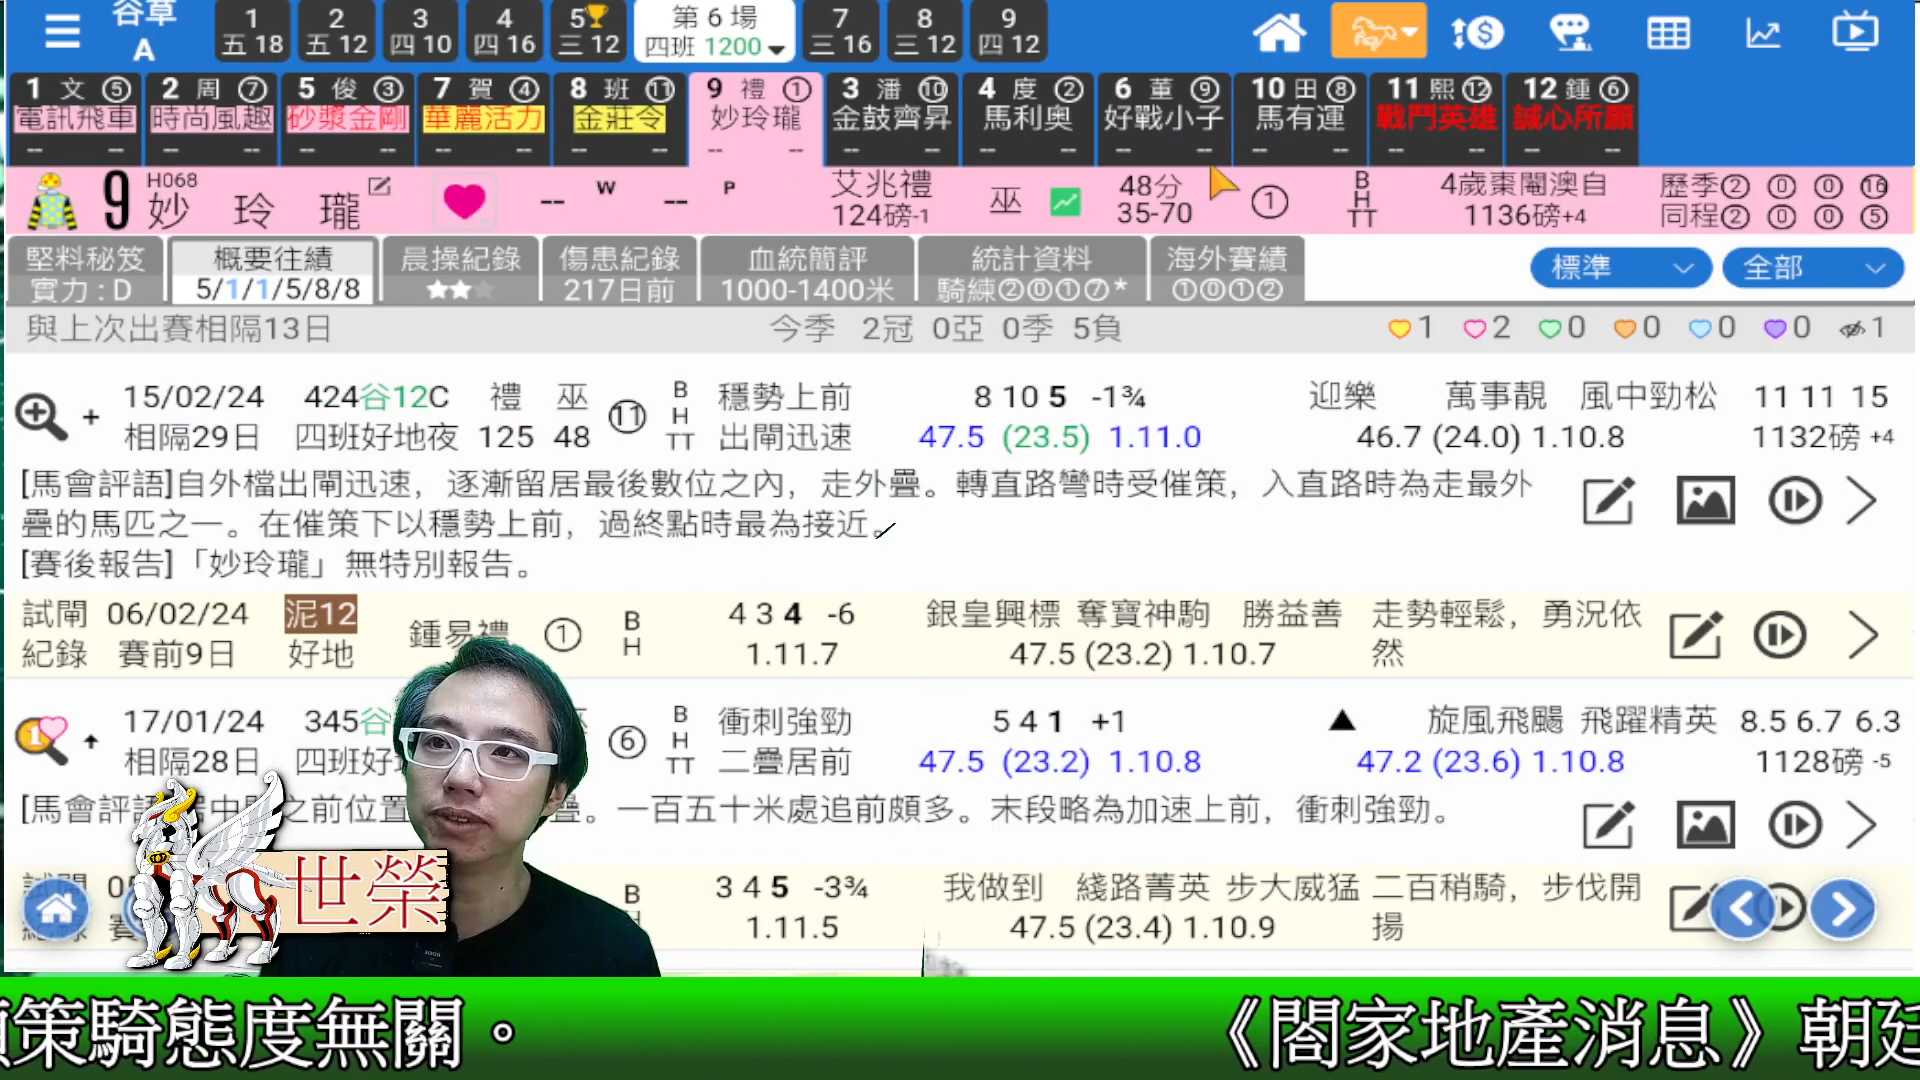 谷草 A
1 五 18
2 五 12
3 四 10
4 四 16
5 三 12
第 6 場 四班 1200
7 三 16
8 三 12
9 四 12
1 文 ⑤ 電訊飛車 -- --
2 周 ⑦ 時尚風趣 -- --
5 俊 ③ 砂漿金剛 -- --
7 賀 ④ 華麗活力 -- --
8 班 ⑪ 金莊令 -- --
9 禮 ① 妙玲瓏 -- --
3 潘 ⑩ 金鼓齊昇 -- --
4 度 ② 馬利奧 -- --
6 董 ⑨ 好戰小子 -- --
10 田 ⑧ 馬有運 -- --
11 熙 ⑫ 戰鬥英雄 -- --
12 鍾 ⑥ 誠心所願 -- --
9 H068 妙 玲 瓏 -- W -- P 艾兆禮 124磅-1 巫 48分 35-70 ① B H TT 4歲棗閹澳自 1136磅+4 歷季②⓪⓪⑯ 同程②⓪⓪⑤
堅料秘笈 實力:D
概要往績 5/1/1/5/8/8
晨操紀錄 ★★★
傷患紀錄 217日前
血統簡評 1000-1400米
統計資料 騎練②⓪①⑦*
海外賽績 ①⓪①②
標準 全部
與上次出賽相隔13日 今季 2冠 0亞 0季 5負 1 2 0 0 0 0 1
+ 15/02/24 424谷12C 禮 巫 ⑪ B H TT 穩勢上前 8 10 5 -1¾ 迎樂 萬事靚 風中勁松 11 11 15
相隔29日 四班好地夜 125 48 出閘迅速 47.5 (23.5) 1.11.0 46.7 (24.0) 1.10.8 1132磅 +4
[馬會評語]自外檔出閘迅速，逐漸留居最後數位之內，走外疊。轉直路彎時受催策，入直路時為走最外
疊的馬匹之一。在催策下以穩勢上前，過終點時最為接近。
[賽後報告]「妙玲瓏」無特別報告。
試閘 06/02/24 泥12 鍾易禮 ① B H 4 3 4 -6 銀皇興標 奪寶神駒 勝益善 走勢輕鬆，勇況依
紀錄 賽前9日 好地 1.11.7 47.5 (23.2) 1.10.7 然
17/01/24 345谷 ⑥ B H TT 衝刺強勁 5 4 1 +1 ▲ 旋風飛颺 飛躍精英 8.5 6.7 6.3
相隔28日 四班好 二疊居前 47.5 (23.2) 1.10.8 47.2 (23.6) 1.10.8 1128磅 -5
[馬會評語 居中 之前位置 疊。一百五十米處追前頗多。末段略為加速上前，衝刺強勁。
B 3 4 5 -3¾ 我做到 綫路菁英 步大威猛 二百稍騎，步伐開
1.11.5 47.5 (23.4) 1.10.9 揚
世榮
策騎態度無關。 《閤家地產消息》朝廷